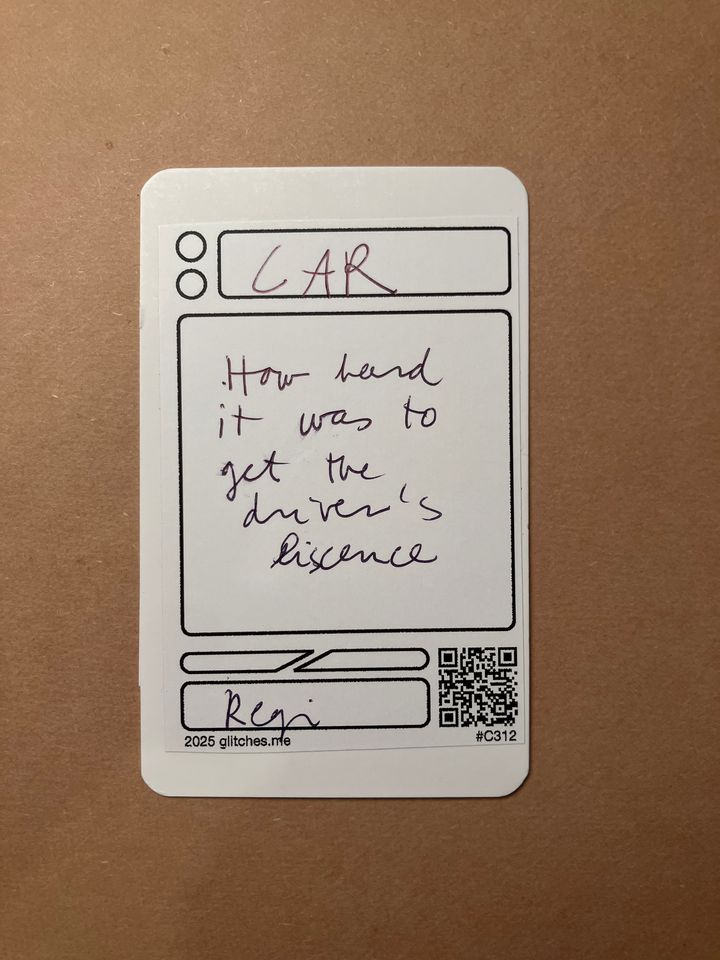 CAR
How hard
it was to
get the
driver's
liscence
Regi
2025 glitches.me
#C312